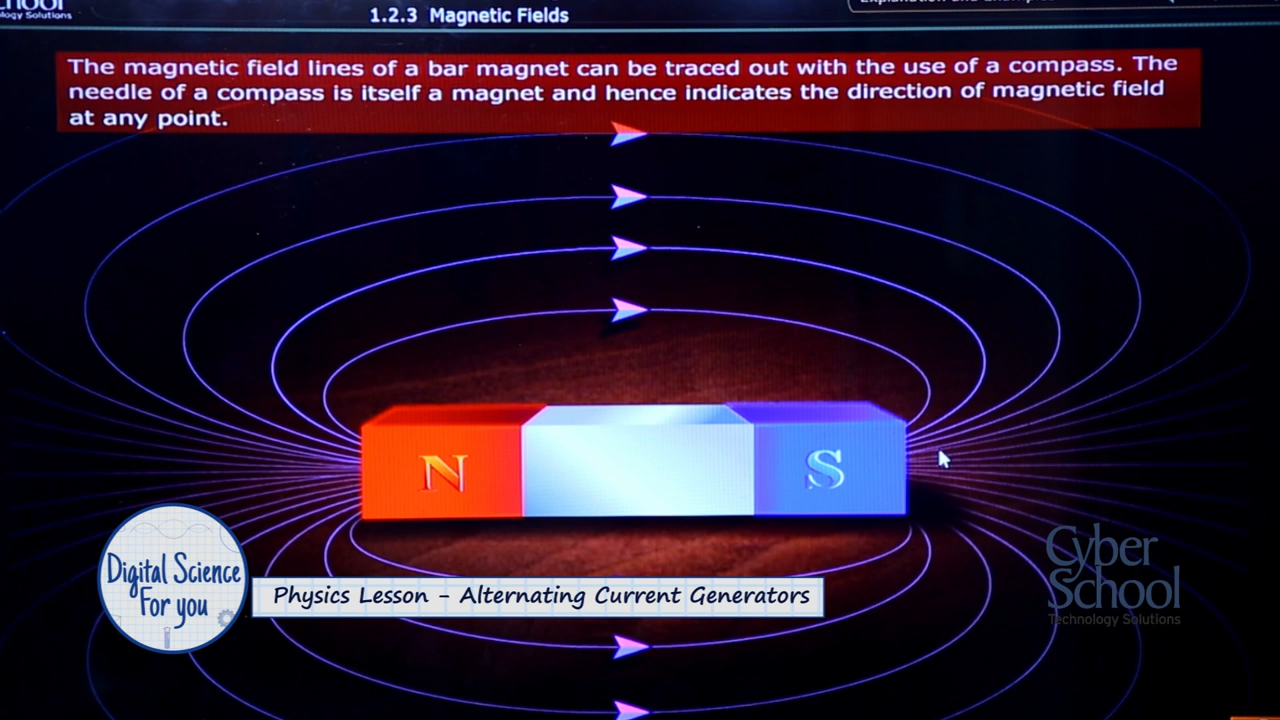 1.2.3 Magnetic Fields
The magnetic field lines of a bar magnet can be traced out with the use of a compass. The
needle of a compass is itself a magnet and hence indicates the direction of magnetic field
at any point.
N
S
Digital Science
For you
Physics Lesson - Alternating Current Generators
Cyber
School
Technology Solutions